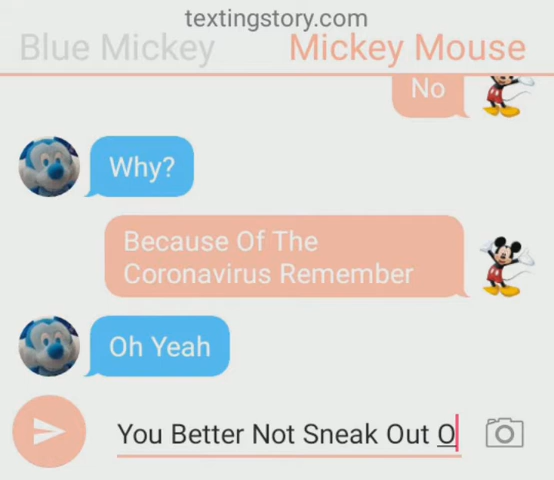 textingstory.com
Blue Mickey
Mickey Mouse
No
Why?
Because Of The
Coronavirus Remember
Oh Yeah
You Better Not Sneak Out O